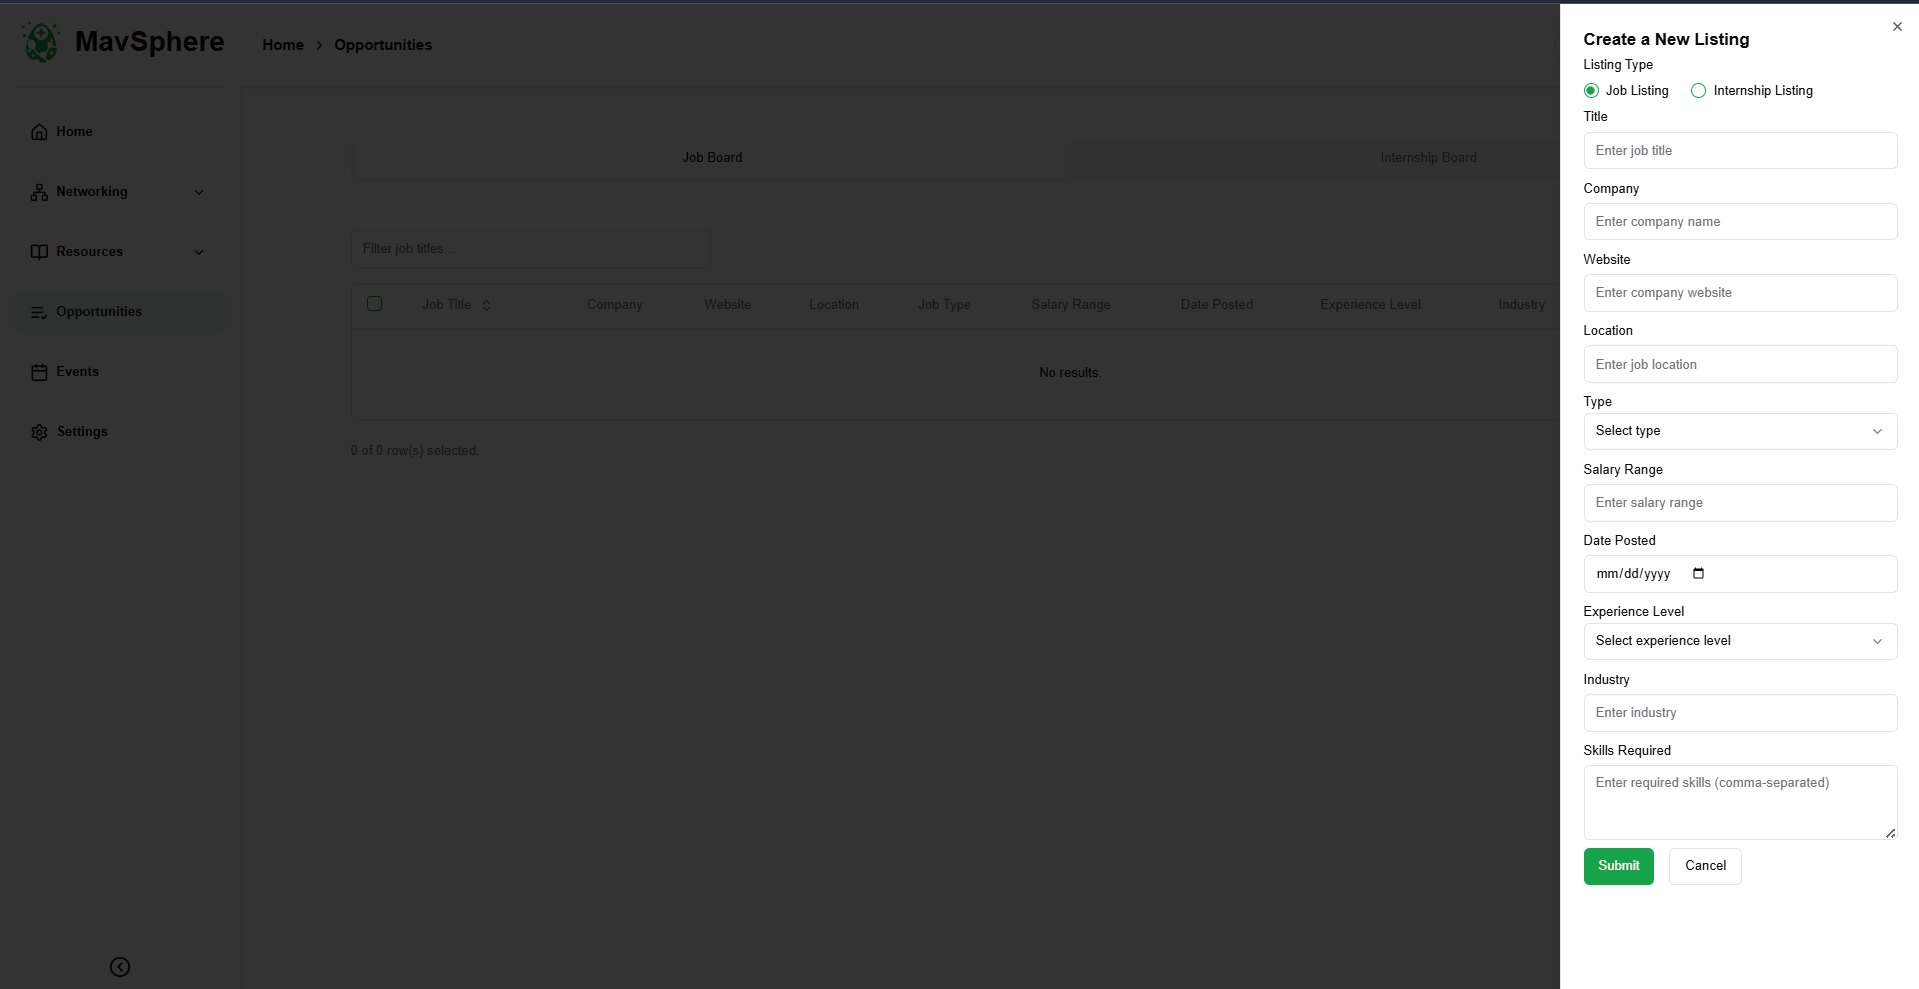 MavSphere
Home > Opportunities
Home
Networking
Resources
Opportunities
Events
Settings
Job Board
Internship Board
Filter job titles...
Job Title
Company
Website
Location
Job Type
Salary Range
Date Posted
Experience Level
Industry
No results.
0 of 0 row(s) selected.
Create a New Listing
Listing Type
Job Listing
Internship Listing
Title
Enter job title
Company
Enter company name
Website
Enter company website
Location
Enter job location
Type
Select type
Salary Range
Enter salary range
Date Posted
mm/dd/yyyy
Experience Level
Select experience level
Industry
Enter industry
Skills Required
Enter required skills (comma-separated)
Submit
Cancel